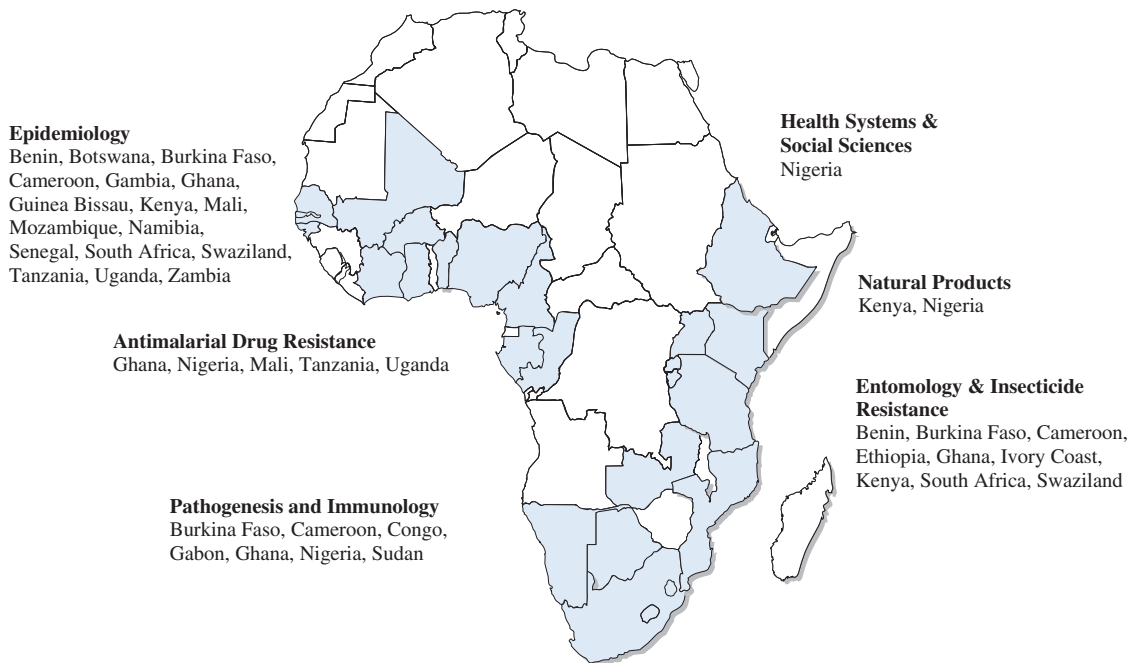 Epidemiology
Benin, Botswana, Burkina Faso,
Cameroon, Gambia, Ghana,
Guinea Bissau, Kenya, Mali,
Mozambique, Namibia,
Senegal, South Africa, Swaziland,
Tanzania, Uganda, Zambia
Health Systems &
Social Sciences
Nigeria
Natural Products
Kenya, Nigeria
Antimalarial Drug Resistance
Ghana, Nigeria, Mali, Tanzania, Uganda
Entomology & Insecticide
Resistance
Benin, Burkina Faso, Cameroon,
Ethiopia, Ghana, Ivory Coast,
Kenya, South Africa, Swaziland
Pathogenesis and Immunology
Burkina Faso, Cameroon, Congo,
Gabon, Ghana, Nigeria, Sudan